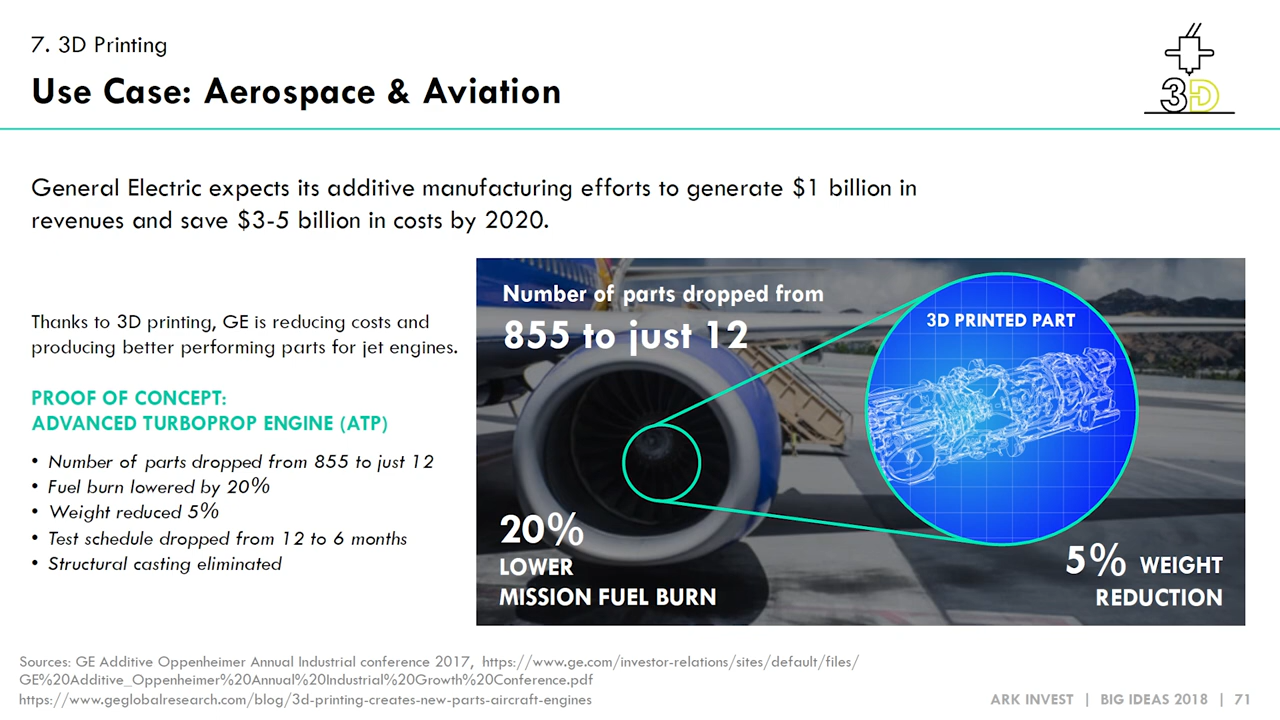 7. 3D Printing
Use Case: Aerospace & Aviation
3D
General Electric expects its additive manufacturing efforts to generate $1 billion in
revenues and save $3-5 billion in costs by 2020.
Thanks to 3D printing, GE is reducing costs and
producing better performing parts for jet engines.
PROOF OF CONCEPT:
ADVANCED TURBOPROP ENGINE (ATP)
• Number of parts dropped from 855 to just 12
• Fuel burn lowered by 20%
• Weight reduced 5%
• Test schedule dropped from 12 to 6 months
• Structural casting eliminated
Number of parts dropped from
855 to just 12
3D PRINTED PART
20%
LOWER
MISSION FUEL BURN
5% WEIGHT
REDUCTION
Sources: GE Additive Oppenheimer Annual Industrial conference 2017, https://www.ge.com/investor-relations/sites/default/files/
GE%20Additive_Oppenheimer%20Annual%20Industrial%20Growth%20Conference.pdf
https://www.geglobalresearch.com/blog/3d-printing-creates-new-parts-aircraft-engines
ARK INVEST | BIG IDEAS 2018 | 71